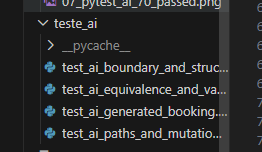 07_pytest_ai_70_passed.png
teste_ai
__pycache__
test_ai_boundary_and_struc...
test_ai_equivalence_and_va...
test_ai_generated_booking....
test_ai_paths_and_mutatio...